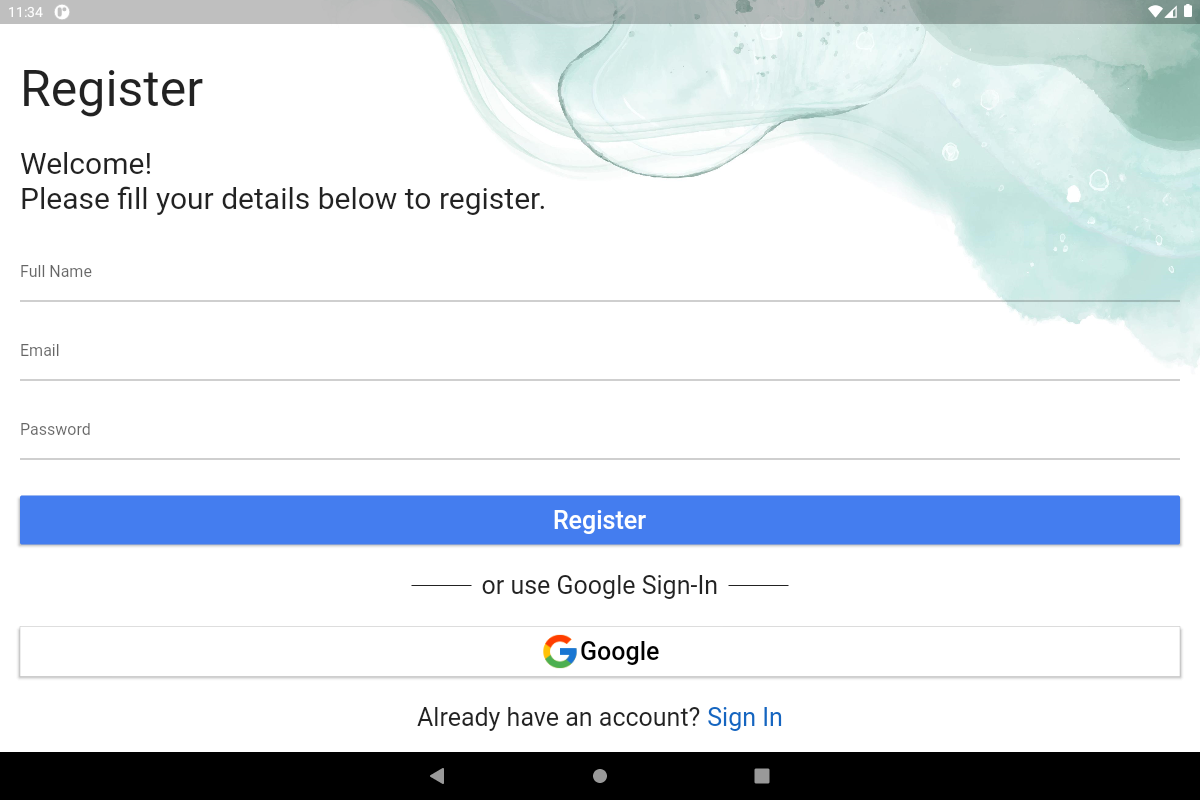 11:34
Register
Welcome!
Please fill your details below to register.
Full Name
Email
Password
Register
or use Google Sign-In
Google
Already have an account? Sign In